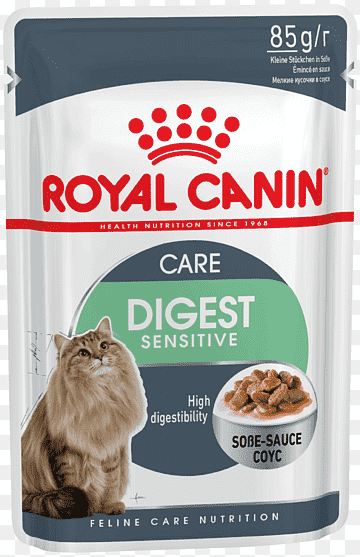 85g/г
Kleine Stückchen in Soße
Émincé en sauce
Мелкие кусочки в соусе
ROYAL CANIN
HEALTH NUTRITION SINCE 1968
CARE
DIGEST
SENSITIVE
High
digestibility
SOßE-SAUCE
СОУС
FELINE CARE NUTRITION